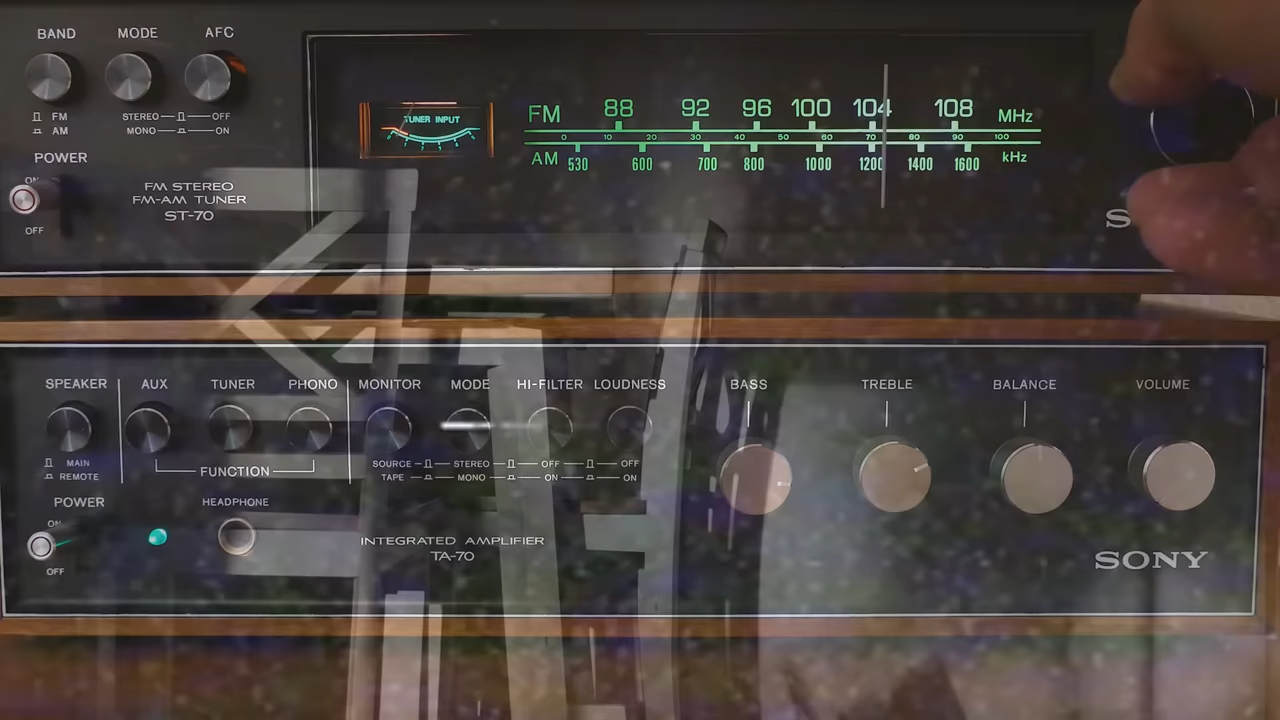 BAND MODE AFC
FM 88 92 96 100 104 108 MHz
TUNER INPUT
0 10 20 30 40 50 60 70 80 90 100
AM 530 600 700 800 1000 1200 1400 1600 kHz
FM STEREO OFF
AM MONO ON
POWER
ON
OFF
FM STEREO
FM-AM TUNER
ST-70
S
SPEAKER AUX TUNER PHONO MONITOR MODE HI-FILTER LOUDNESS BASS TREBLE BALANCE VOLUME
MAIN SOURCE STEREO OFF OFF
REMOTE FUNCTION TAPE MONO ON ON
POWER HEADPHONE
ON
OFF
INTEGRATED AMPLIFIER
TA-70
SONY